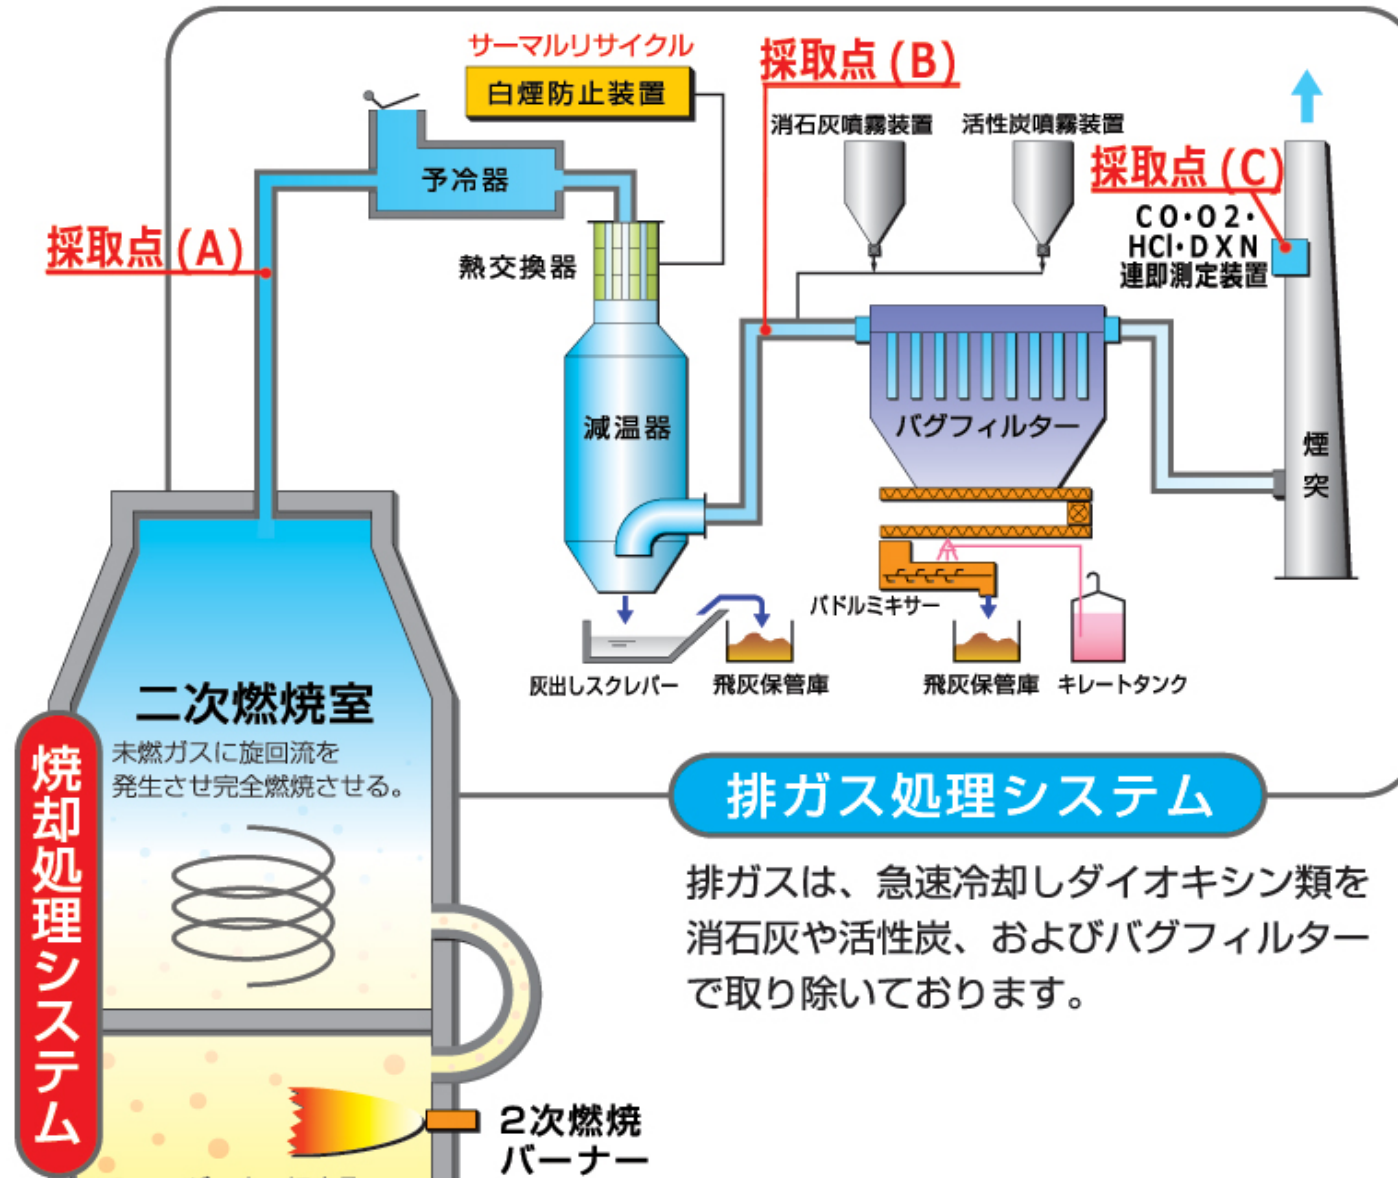 サーマルリサイクル
白煙防止装置
採取点 (B)
消石灰噴霧装置
活性炭噴霧装置
採取点 (C)
CO・O2・
HCl・DXN
連即測定装置
予冷器
採取点 (A)
熱交換器
減温器
バグフィルター
煙突
パドルミキサー
灰出しスクレパー
飛灰保管庫
飛灰保管庫
キレートタンク
二次燃焼室
未燃ガスに旋回流を
発生させ完全燃焼させる。
焼却処理システム
排ガス処理システム
排ガスは、急速冷却しダイオキシン類を
消石灰や活性炭、およびバグフィルター
で取り除いております。
2次燃焼
バーナー